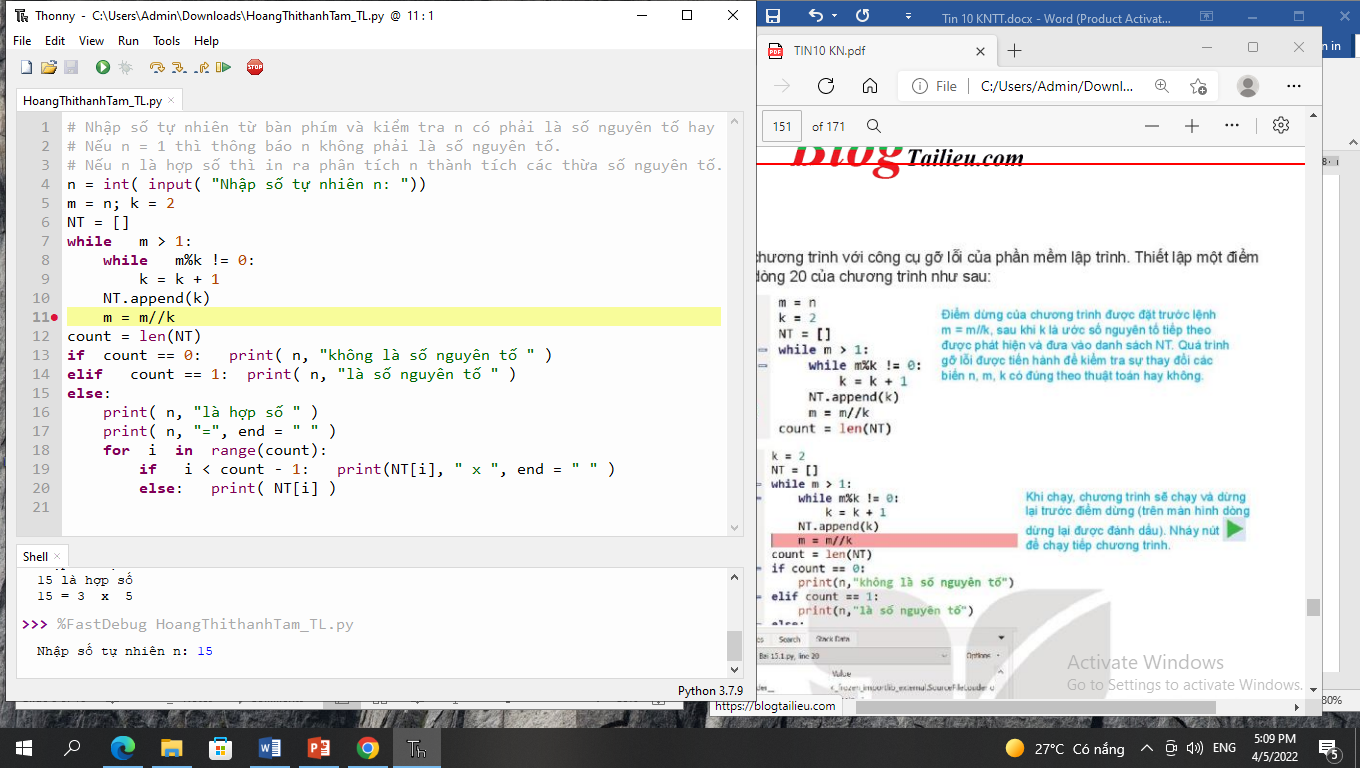 Thonny - C:\Users\Admin\Downloads\HoangThithanhTam_TL.py @ 11 : 1
File Edit View Run Tools Help
HoangThithanhTam_TL.py
1 # Nhập số tự nhiên từ bàn phím và kiểm tra n có phải là số nguyên tố hay
2 # Nếu n = 1 thì thông báo n không phải là số nguyên tố.
3 # Nếu n là hợp số thì in ra phân tích n thành tích các thừa số nguyên tố.
4 n = int( input( "Nhập số tự nhiên n: "))
5 m = n; k = 2
6 NT = []
7 while m > 1:
8 while m%k != 0:
9 k = k + 1
10 NT.append(k)
11 m = m//k
12 count = len(NT)
13 if count == 0: print( n, "không là số nguyên tố " )
14 elif count == 1: print( n, "là số nguyên tố " )
15 else:
16 print( n, "là hợp số " )
17 print( n, "=", end = " " )
18 for i in range(count):
19 if i < count - 1: print(NT[i], " x ", end = " " )
20 else: print( NT[i] )
21
Shell
15 là hợp số
15 = 3 x 5
>>> %FastDebug HoangThithanhTam_TL.py
Nhập số tự nhiên n: 15
Python 3.7.9
Tin 10 KNTT.docx - Word (Product Activat...
n in
TIN10 KN.pdf
File C:/Users/Admin/Downl...
151 of 171
BlogTailieu.com
chương trình với công cụ gỡ lỗi của phần mềm lập trình. Thiết lập một điểm
dòng 20 của chương trình như sau:
m = n
k = 2
NT = []
while m > 1:
while m%k != 0:
k = k + 1
NT.append(k)
m = m//k
count = len(NT)
Điểm dừng của chương trình được đặt trước lệnh
m = m//k, sau khi k là ước số nguyên tố tiếp theo
được phát hiện và đưa vào danh sách NT. Quá trình
gỡ lỗi được tiến hành để kiểm tra sự thay đổi các
biến n, m, k có đúng theo thuật toán hay không.
k = 2
NT = []
while m > 1:
while m%k != 0:
k = k + 1
NT.append(k)
m = m//k
count = len(NT)
if count == 0:
print(n,"không là số nguyên tố")
elif count == 1:
print(n,"là số nguyên tố")
else:
Khi chạy, chương trình sẽ chạy và dừng
lại trước điểm dừng (trên màn hình dòng
dừng lại được đánh dấu). Nháy nút
để chạy tiếp chương trình.
Search Stack Data
Bai 15.1.py, line 20 Options
Value
Activate Windows
Go to Settings to activate Windows.
https://blogtailieu.com
80%
27°C Có nắng ENG
5:09 PM
4/5/2022
5